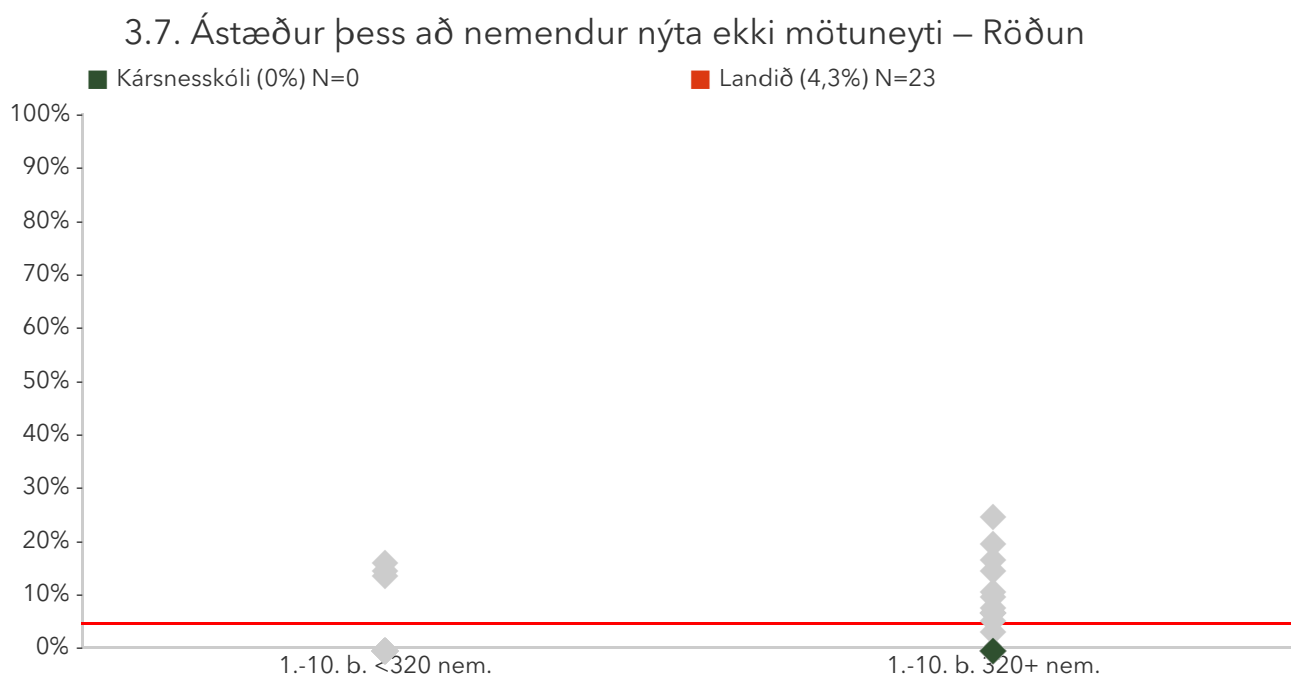 3.7. Ástæður þess að nemendur nýta ekki mötuneyti – Röðun
Kársnesskóli (0%) N=0
Landið (4,3%) N=23
100%
90%
80%
70%
60%
50%
40%
30%
20%
10%
0%
1.-10. b. <320 nem.
1.-10. b. 320+ nem.